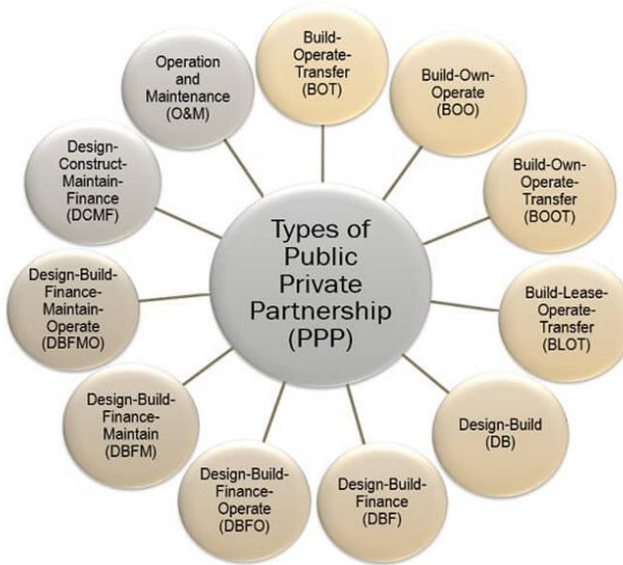 Types of
Public
Private
Partnership
(PPP)
Build-
Operate-
Transfer
(BOT)
Build-Own-
Operate
(BOO)
Build-Own-
Operate-
Transfer
(BOOT)
Build-Lease-
Operate-
Transfer
(BLOT)
Design-Build
(DB)
Design-Build-
Finance
(DBF)
Design-Build-
Finance-
Operate
(DBFO)
Design-Build-
Finance-
Maintain
(DBFM)
Design-Build-
Finance-
Maintain-
Operate
(DBFMO)
Design-
Construct-
Maintain-
Finance
(DCMF)
Operation
and
Maintenance
(O&M)